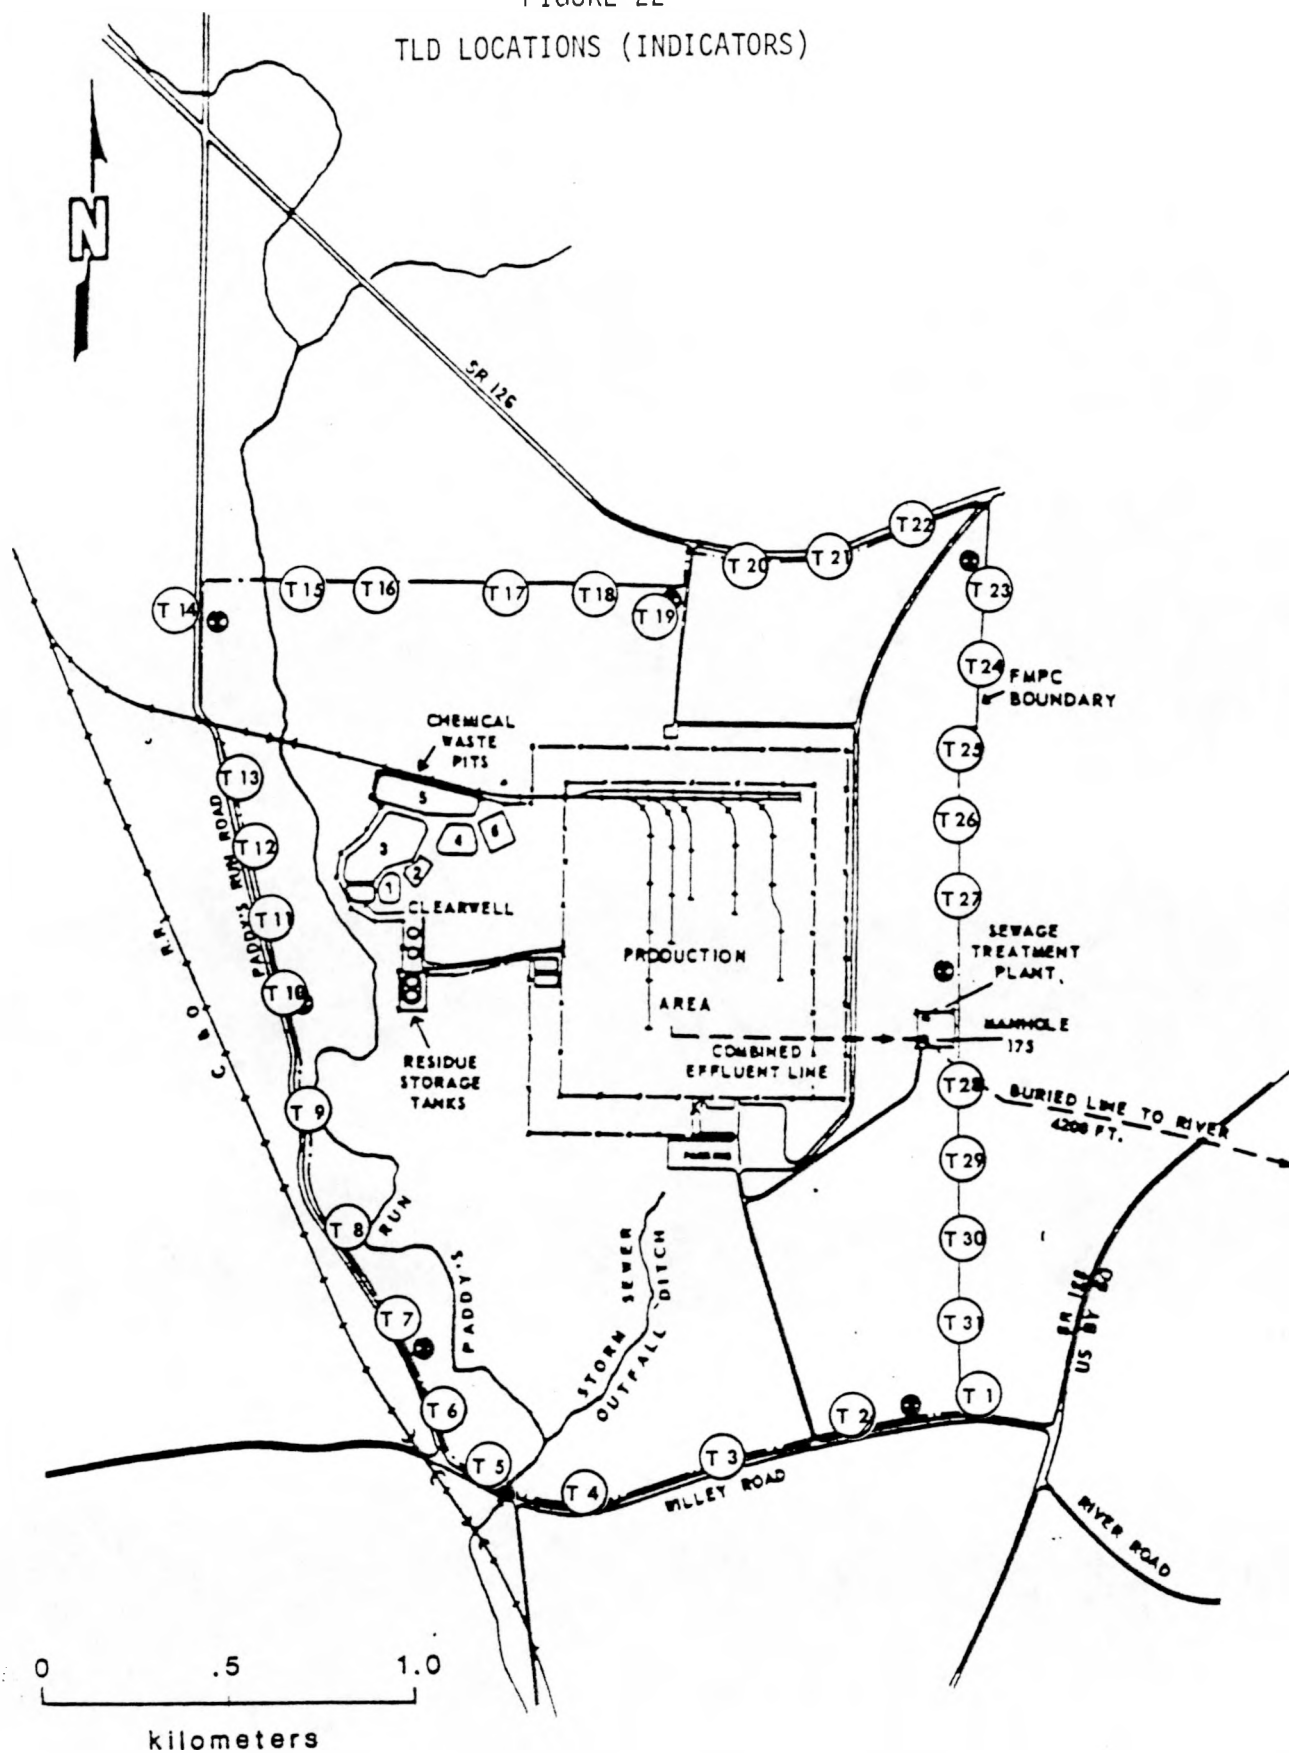 FIGURE 22
TLD LOCATIONS (INDICATORS)
N
SR 126
T 22
T 20
T 21
T 14
T 15
T 16
T 17
T 18
T 19
T 23
T 24
FMPC
BOUNDARY
CHEMICAL
WASTE
PITS
T 25
T 13
5
T 26
T 12
3
4
6
2
1
T 27
T 11
PADDY'S RUN ROAD
CLEARWELL
R.R.
C & O
PRODUCTION
AREA
SEWAGE
TREATMENT
PLANT
T 10
MANHOLE
175
COMBINED
EFFLUENT LINE
RESIDUE
STORAGE
TANKS
T 28
BURIED LINE TO RIVER
4200 FT.
T 9
T 29
T 8
PADDY'S
RUN
T 30
STORM SEWER
OUTFALL DITCH
T 7
T 31
US BY
T 6
T 1
T 2
T 5
T 3
T 4
WILLEY ROAD
RIVER ROAD
0 .5 1.0
kilometers